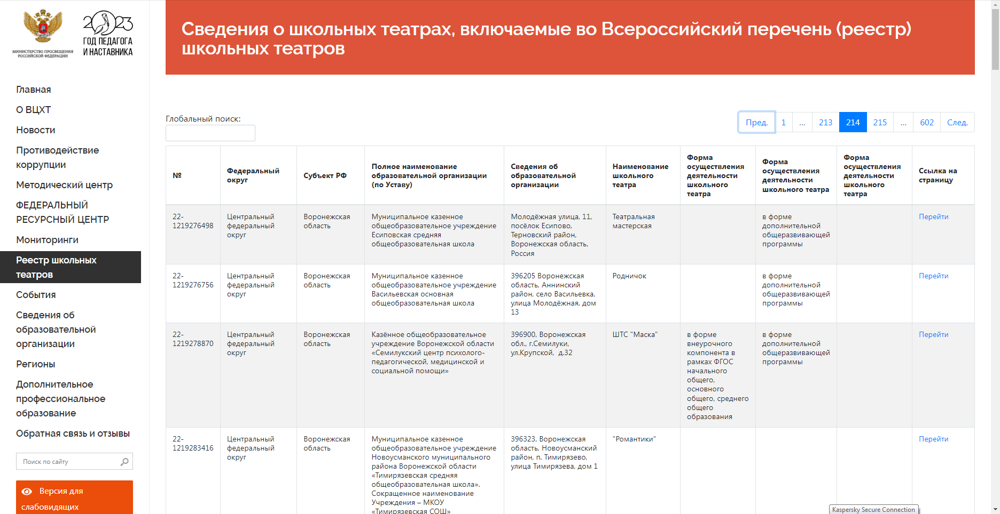 2023
ГОД ПЕДАГОГА
И НАСТАВНИКА
МИНИСТЕРСТВО ПРОСВЕЩЕНИЯ
РОССИЙСКОЙ ФЕДЕРАЦИИ
Главная
О ВЦХТ
Новости
Противодействие
коррупции
Методический центр
ФЕДЕРАЛЬНЫЙ
РЕСУРСНЫЙ ЦЕНТР
Мониторинги
Реестр школьных
театров
События
Сведения об
образовательной
организации
Регионы
Дополнительное
профессиональное
образование
Обратная связь и отзывы
Поиск по сайту
Версия для
слабовидящих
Сведения о школьных театрах, включаемые во Всероссийский перечень (реестр)
школьных театров
Глобальный поиск:
Пред. 1 ... 213 214 215 ... 602 След.
№
Федеральный
округ
Субъект РФ
Полное наименование
образовательной организации
(по Уставу)
Сведения об
образовательной
организации
Наименование
школьного
театра
Форма
осуществления
деятельности
школьного
театра
Форма
осуществления
деятельности
школьного театра
Форма
осуществления
деятельности
школьного
театра
Ссылка на
страницу
22-
1219276498
Центральный
федеральный
округ
Воронежская
область
Муниципальное казенное
общеобразовательное учреждение
Есиповская средняя
общеобразовательная школа
Молодёжная улица, 11,
посёлок Есипово,
Терновский район,
Воронежская область,
Россия
Театральная
мастерская
в форме
дополнительной
общеразвивающей
программы
Перейти
22-
1219276756
Центральный
федеральный
округ
Воронежская
область
Муниципальное казенное
общеобразовательное учреждение
Васильевская основная
общеобразовательная школа
396205 Воронежская
область, Аннинский
район, село Васильевка,
улица Молодёжная, дом
13
Родничок
в форме
дополнительной
общеразвивающей
программы
Перейти
22-
1219278870
Центральный
федеральный
округ
Воронежская
область
Казённое общеобразовательное
учреждение Воронежской области
«Семилукский центр психолого-
педагогической, медицинской и
социальной помощи»
396900, Воронежская
обл., г.Семилуки,
ул.Крупской, д.32
ШТС "Маска"
в форме
внеурочного
компонента в
рамках ФГОС
начального
общего,
основного
общего, среднего
общего
образования
в форме
дополнительной
общеразвивающей
программы
Перейти
22-
1219283416
Центральный
федеральный
округ
Воронежская
область
Муниципальное казенное
общеобразовательное учреждение
Новоусманского муниципального
района Воронежской области
«Тимирязевская средняя
общеобразовательная школа».
Сокращенное наименование
Учреждения – МКОУ
«Тимирязевская СОШ»
396323, Воронежская
область, Новоусманский
район, п. Тимирязево,
улица Тимирязева, дом 1
"Романтики"
Перейти
Kaspersky Secure Connection